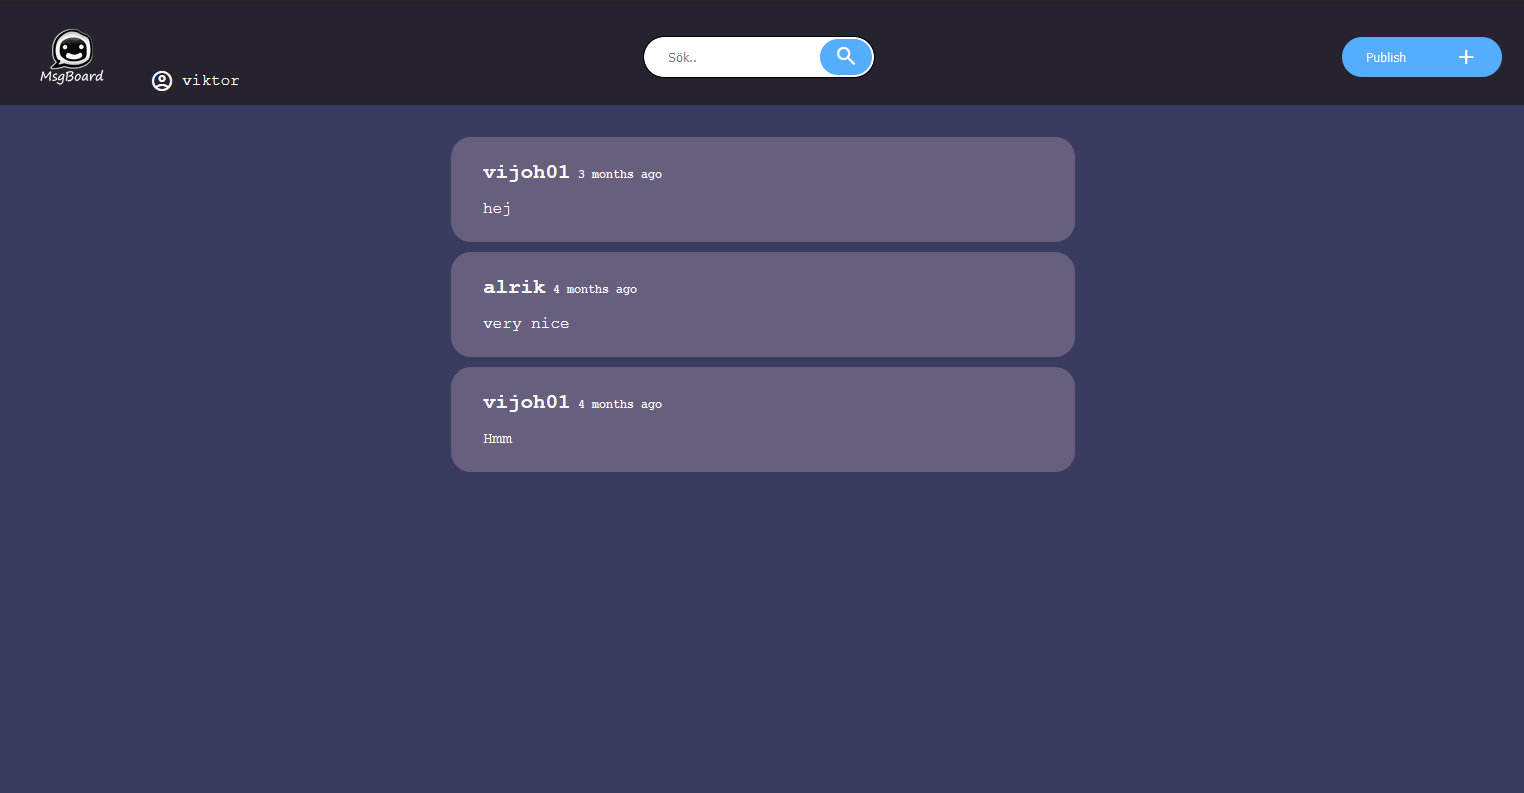 MsgBoard
viktor
Sök..
Publish
vijoh01 3 months ago
hej
alrik 4 months ago
very nice
vijoh01 4 months ago
Hmm